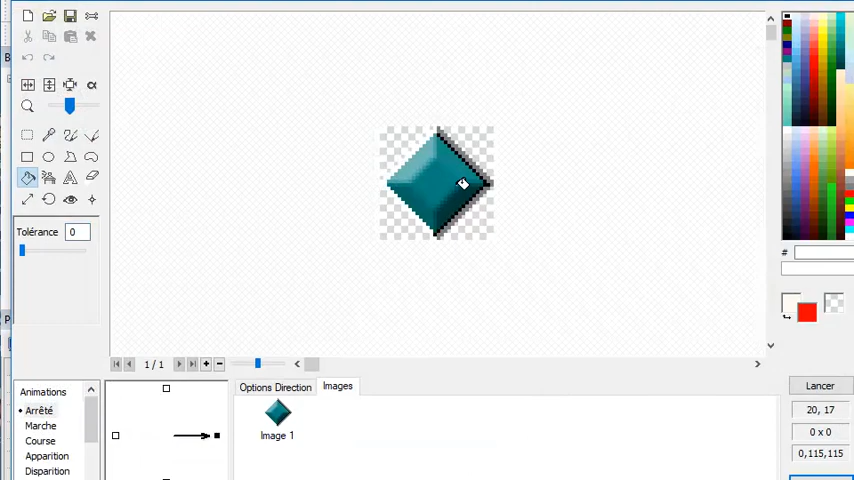 B
Tolérance 0
#
P
1 / 1
Animations
Arrêté
Marche
Course
Apparition
Disparition
Options Direction
Images
Image 1
Lancer
20, 17
0 x 0
0,115,115